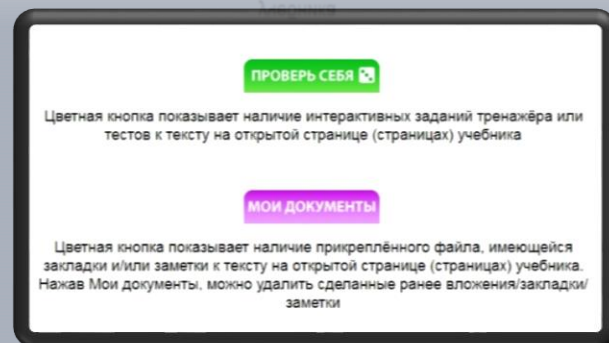 ПРОВЕРЬ СЕБЯ
Цветная кнопка показывает наличие интерактивных заданий тренажёра или
тестов к тексту на открытой странице (страницах) учебника
МОИ ДОКУМЕНТЫ
Цветная кнопка показывает наличие прикреплённого файла, имеющейся
закладки и/или заметки к тексту на открытой странице (страницах) учебника.
Нажав Мои документы, можно удалить сделанные ранее вложения/закладки/
заметки